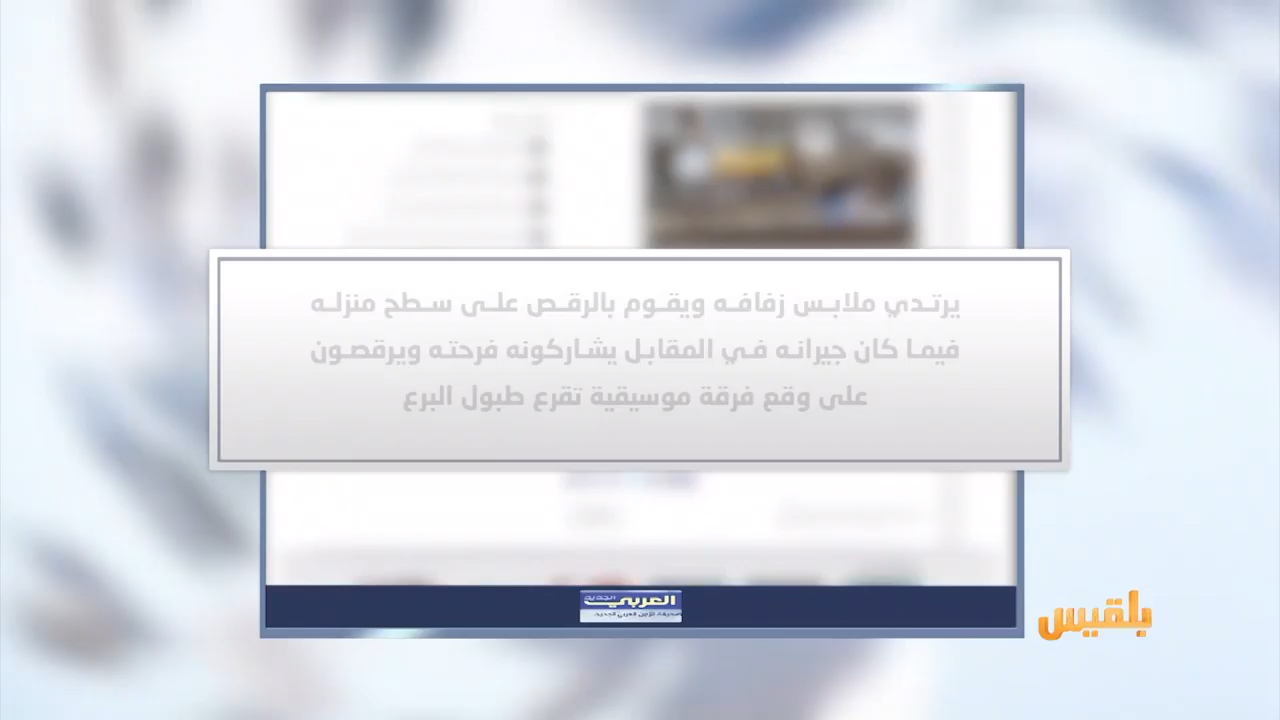 يرتدي ملابس زفافه ويقوم بالرقص على سطح منزله
فيما كان جيرانه في المقابل يشاركونه فرحته ويرقصون
على وقع فرقة موسيقية تقرع طبول البرع
العربي الجديد
بلقيس